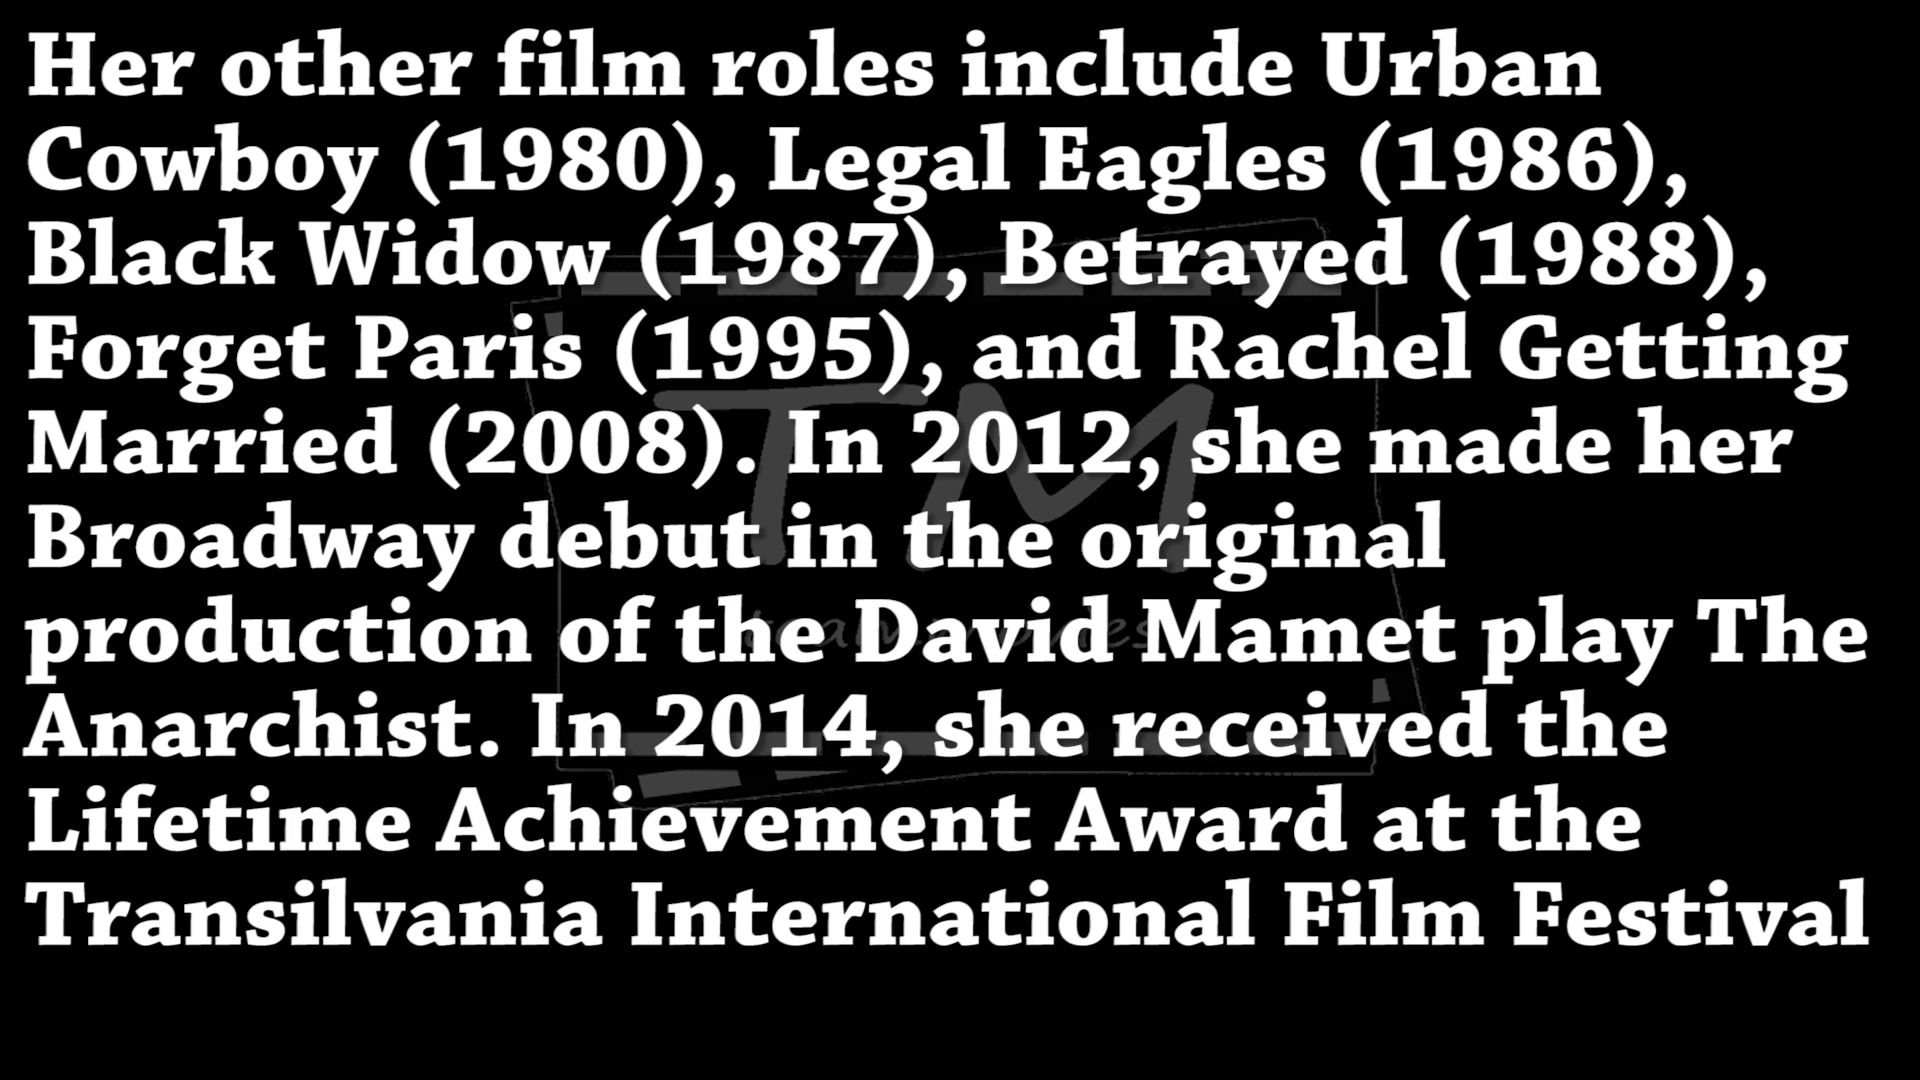 Her other film roles include Urban
Cowboy (1980), Legal Eagles (1986),
Black Widow (1987), Betrayed (1988),
Forget Paris (1995), and Rachel Getting
Married (2008). In 2012, she made her
Broadway debut in the original
production of the David Mamet play The
Anarchist. In 2014, she received the
Lifetime Achievement Award at the
Transilvania International Film Festival
TM